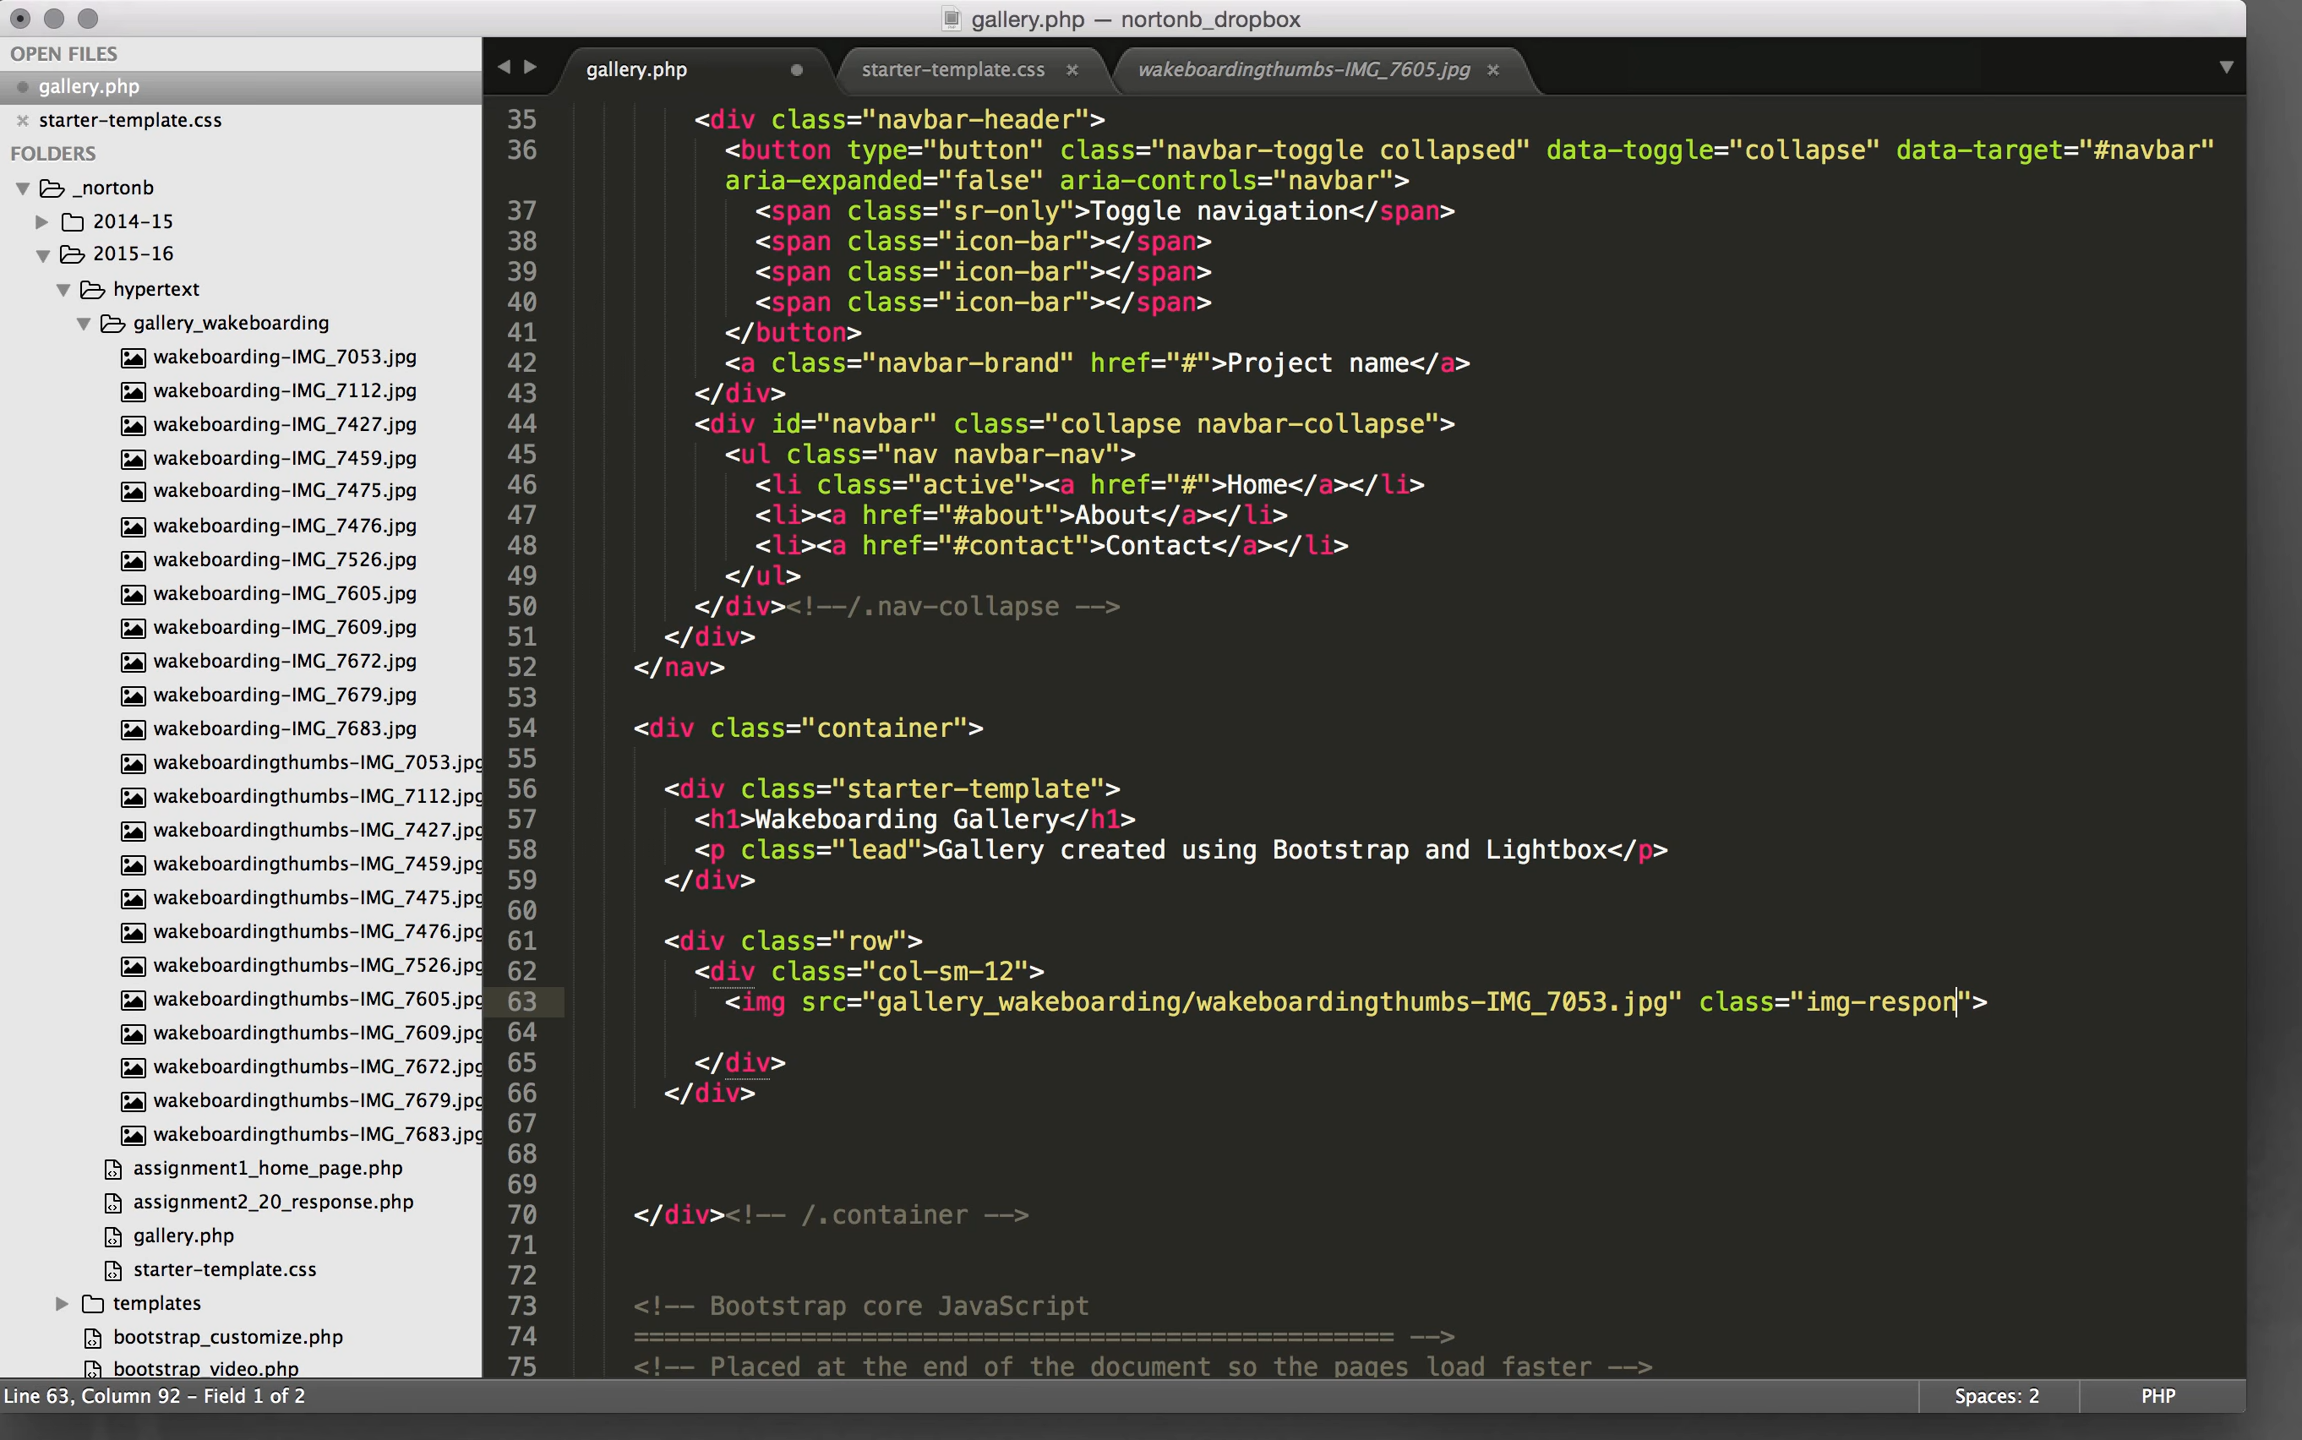 gallery.php — nortonb_dropbox
OPEN FILES
gallery.php
starter-template.css
FOLDERS
_nortonb
2014-15
2015-16
hypertext
gallery_wakeboarding
wakeboarding-IMG_7053.jpg
wakeboarding-IMG_7112.jpg
wakeboarding-IMG_7427.jpg
wakeboarding-IMG_7459.jpg
wakeboarding-IMG_7475.jpg
wakeboarding-IMG_7476.jpg
wakeboarding-IMG_7526.jpg
wakeboarding-IMG_7605.jpg
wakeboarding-IMG_7609.jpg
wakeboarding-IMG_7672.jpg
wakeboarding-IMG_7679.jpg
wakeboarding-IMG_7683.jpg
wakeboardingthumbs-IMG_7053.jpg
wakeboardingthumbs-IMG_7112.jpg
wakeboardingthumbs-IMG_7427.jpg
wakeboardingthumbs-IMG_7459.jpg
wakeboardingthumbs-IMG_7475.jpg
wakeboardingthumbs-IMG_7476.jpg
wakeboardingthumbs-IMG_7526.jpg
wakeboardingthumbs-IMG_7605.jpg
wakeboardingthumbs-IMG_7609.jpg
wakeboardingthumbs-IMG_7672.jpg
wakeboardingthumbs-IMG_7679.jpg
wakeboardingthumbs-IMG_7683.jpg
assignment1_home_page.php
assignment2_20_response.php
gallery.php
starter-template.css
templates
bootstrap_customize.php
bootstrap_video.php
gallery.php starter-template.css × wakeboardingthumbs-IMG_7605.jpg ×
35 <div class="navbar-header">
36 <button type="button" class="navbar-toggle collapsed" data-toggle="collapse" data-target="#navbar"
aria-expanded="false" aria-controls="navbar">
37 <span class="sr-only">Toggle navigation</span>
38 <span class="icon-bar"></span>
39 <span class="icon-bar"></span>
40 <span class="icon-bar"></span>
41 </button>
42 <a class="navbar-brand" href="#">Project name</a>
43 </div>
44 <div id="navbar" class="collapse navbar-collapse">
45 <ul class="nav navbar-nav">
46 <li class="active"><a href="#">Home</a></li>
47 <li><a href="#about">About</a></li>
48 <li><a href="#contact">Contact</a></li>
49 </ul>
50 </div><!--/.nav-collapse -->
51 </div>
52 </nav>
53
54 <div class="container">
55
56 <div class="starter-template">
57 <h1>Wakeboarding Gallery</h1>
58 <p class="lead">Gallery created using Bootstrap and Lightbox</p>
59 </div>
60
61 <div class="row">
62 <div class="col-sm-12">
63 <img src="gallery_wakeboarding/wakeboardingthumbs-IMG_7053.jpg" class="img-respon">
64
65 </div>
66 </div>
67
68
69
70 </div><!-- /.container -->
71
72
73 <!-- Bootstrap core JavaScript
74 ================================================== -->
75 <!-- Placed at the end of the document so the pages load faster -->
Line 63, Column 92 – Field 1 of 2
Spaces: 2
PHP